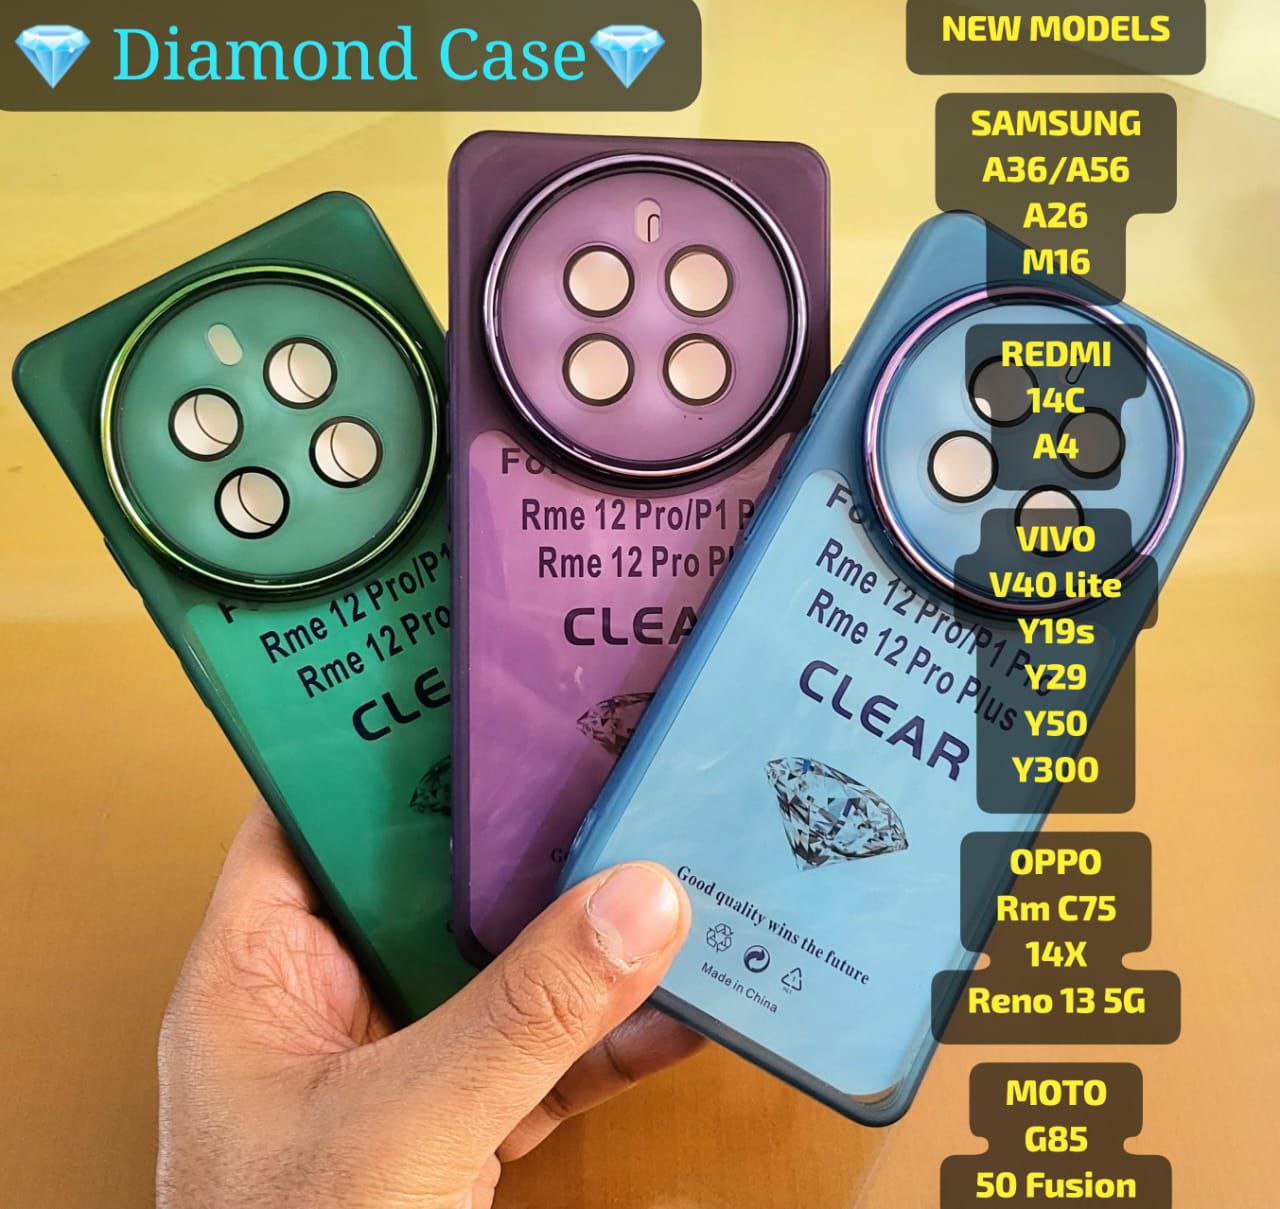 💎 Diamond Case💎
NEW MODELS
SAMSUNG
A36/A56
A26
M16
REDMI
14C
A4
VIVO
V40 lite
Y19s
Y29
Y50
Y300
OPPO
Rm C75
14X
Reno 13 5G
MOTO
G85
50 Fusion
Rme 12 Pro/P1
Rme 12 Pro
CLE
Rme 12 Pro/P1 P
Rme 12 Pro Pl
CLEA
Rme 12 Pro/P1 Pro
Rme 12 Pro Plus
CLEAR
Good quality wins the future
Made in China